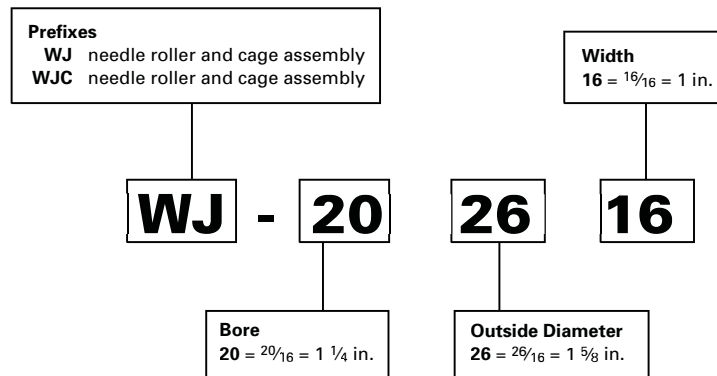 Prefixes
WJ needle roller and cage assembly
WJC needle roller and cage assembly
Width
16 = 16/16 = 1 in.
WJ - 20 26 16
Bore
20 = 20/16 = 1 1/4 in.
Outside Diameter
26 = 26/16 = 1 5/8 in.